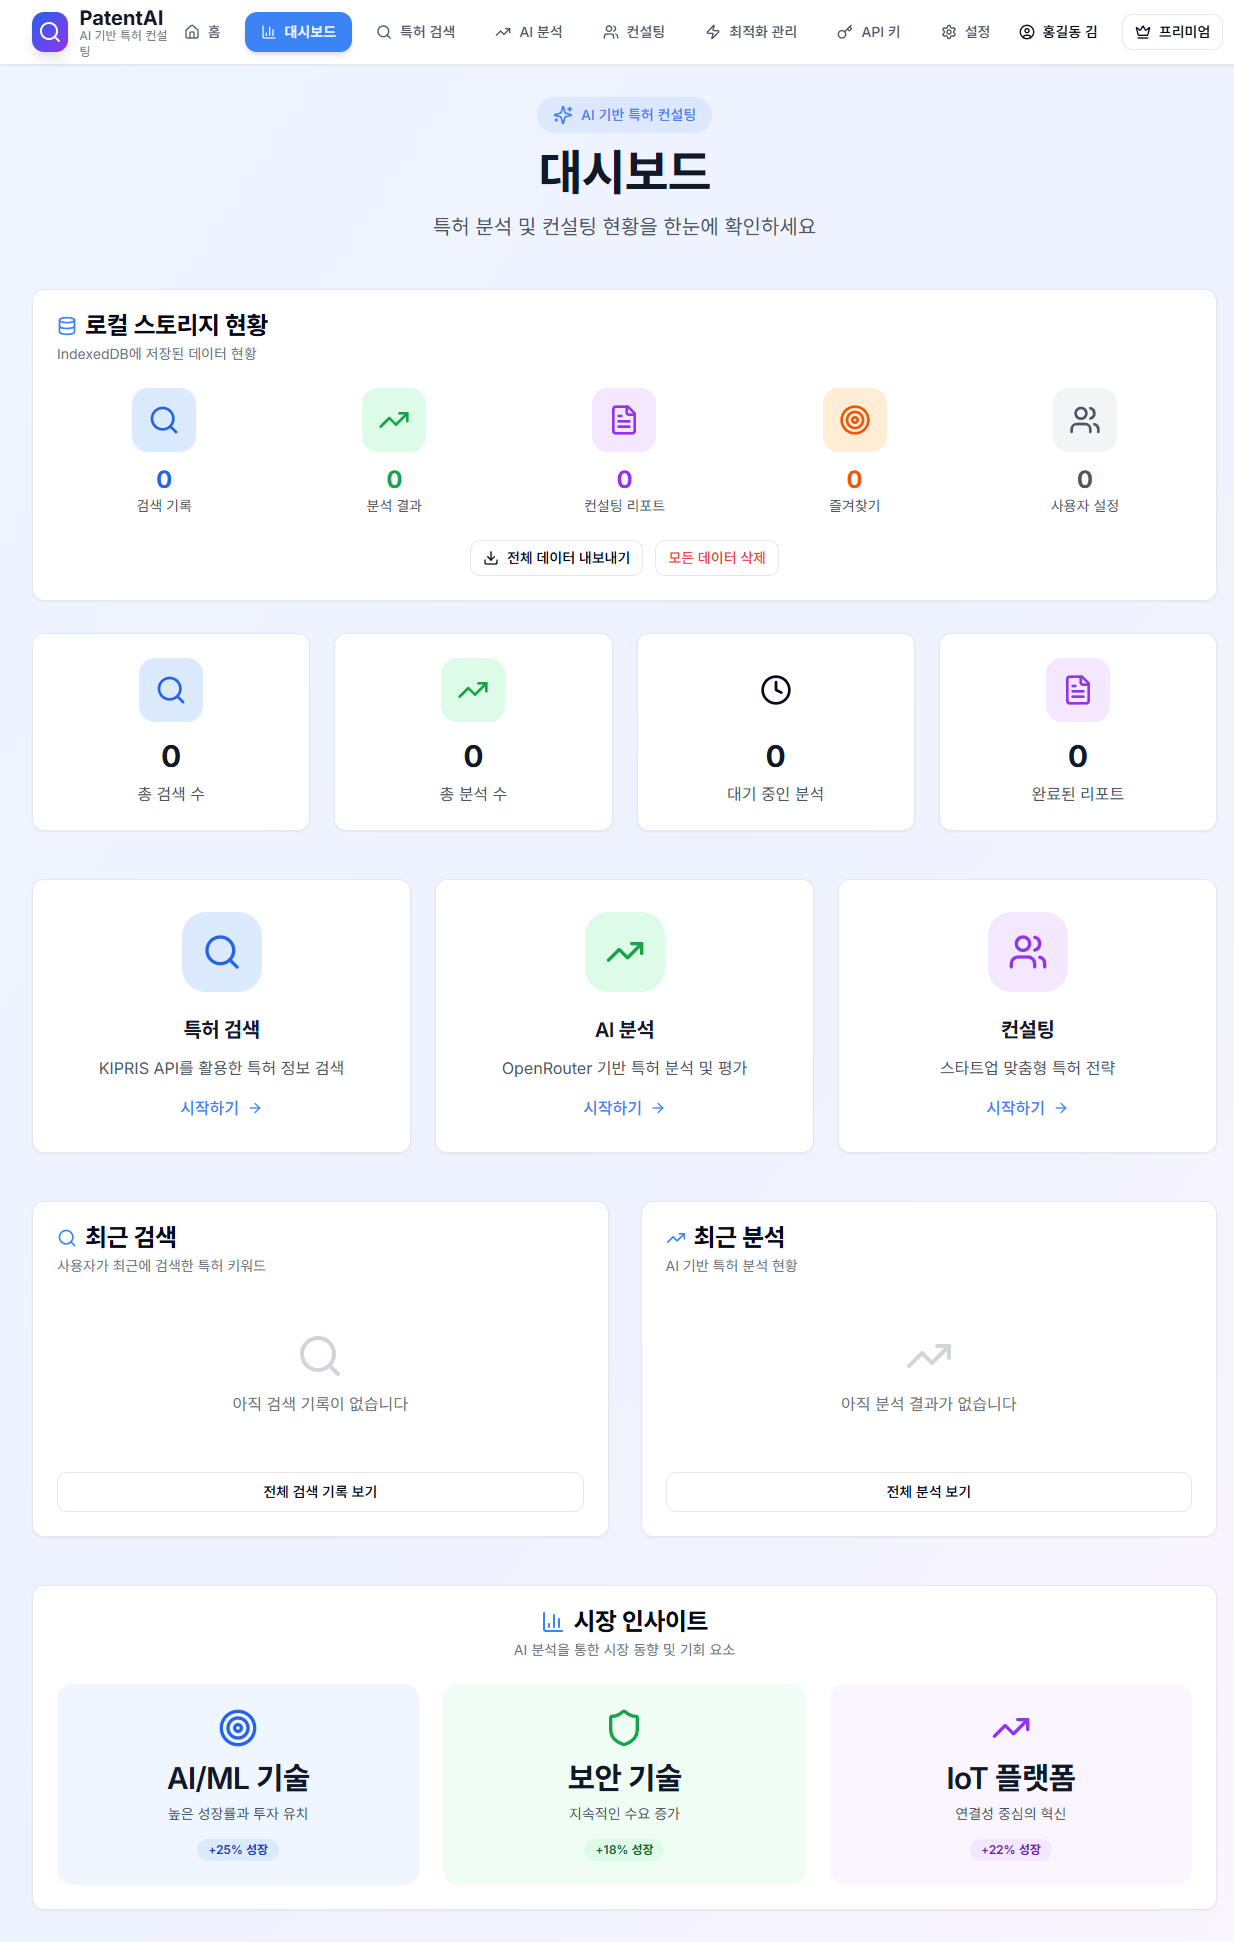 PatentAI
AI 기반 특허 컨설
팅
홈
대시보드
특허 검색
AI 분석
컨설팅
최적화 관리
API 키
설정
홍길동 김
프리미엄
AI 기반 특허 컨설팅
대시보드
특허 분석 및 컨설팅 현황을 한눈에 확인하세요
로컬 스토리지 현황
IndexedDB에 저장된 데이터 현황
0
검색 기록
0
분석 결과
0
컨설팅 리포트
0
즐겨찾기
0
사용자 설정
전체 데이터 내보내기
모든 데이터 삭제
0
총 검색 수
0
총 분석 수
0
대기 중인 분석
0
완료된 리포트
특허 검색
KIPRIS API를 활용한 특허 정보 검색
시작하기
AI 분석
OpenRouter 기반 특허 분석 및 평가
시작하기
컨설팅
스타트업 맞춤형 특허 전략
시작하기
최근 검색
사용자가 최근에 검색한 특허 키워드
아직 검색 기록이 없습니다
전체 검색 기록 보기
최근 분석
AI 기반 특허 분석 현황
아직 분석 결과가 없습니다
전체 분석 보기
시장 인사이트
AI 분석을 통한 시장 동향 및 기회 요소
AI/ML 기술
높은 성장률과 투자 유치
+25% 성장
보안 기술
지속적인 수요 증가
+18% 성장
IoT 플랫폼
연결성 중심의 혁신
+22% 성장